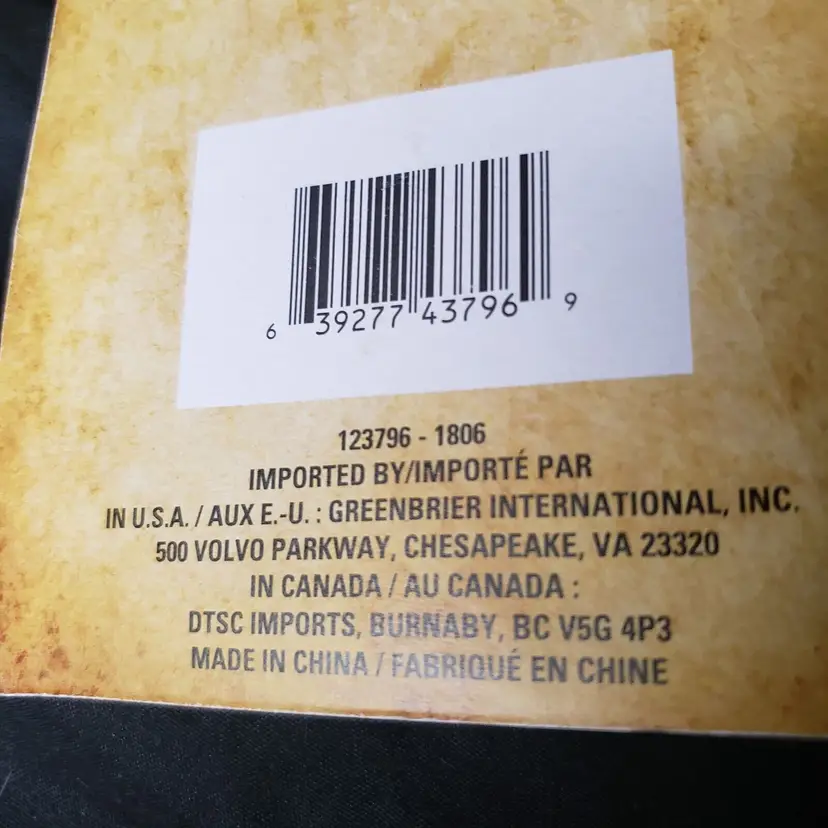 6 39277 43796 9
123796 - 1806
IMPORTED BY/IMPORTÉ PAR
IN U.S.A. / AUX E.-U. : GREENBRIER INTERNATIONAL, INC.
500 VOLVO PARKWAY, CHESAPEAKE, VA 23320
IN CANADA / AU CANADA :
DTSC IMPORTS, BURNABY, BC V5G 4P3
MADE IN CHINA / FABRIQUÉ EN CHINE